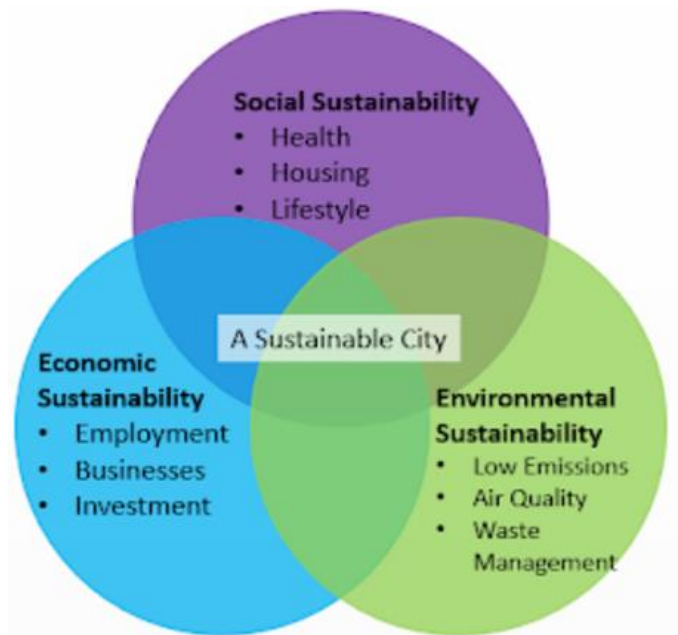 Social Sustainability
• Health
• Housing
• Lifestyle
A Sustainable City
Economic
Sustainability
• Employment
• Businesses
• Investment
Environmental
Sustainability
• Low Emissions
• Air Quality
• Waste
Management